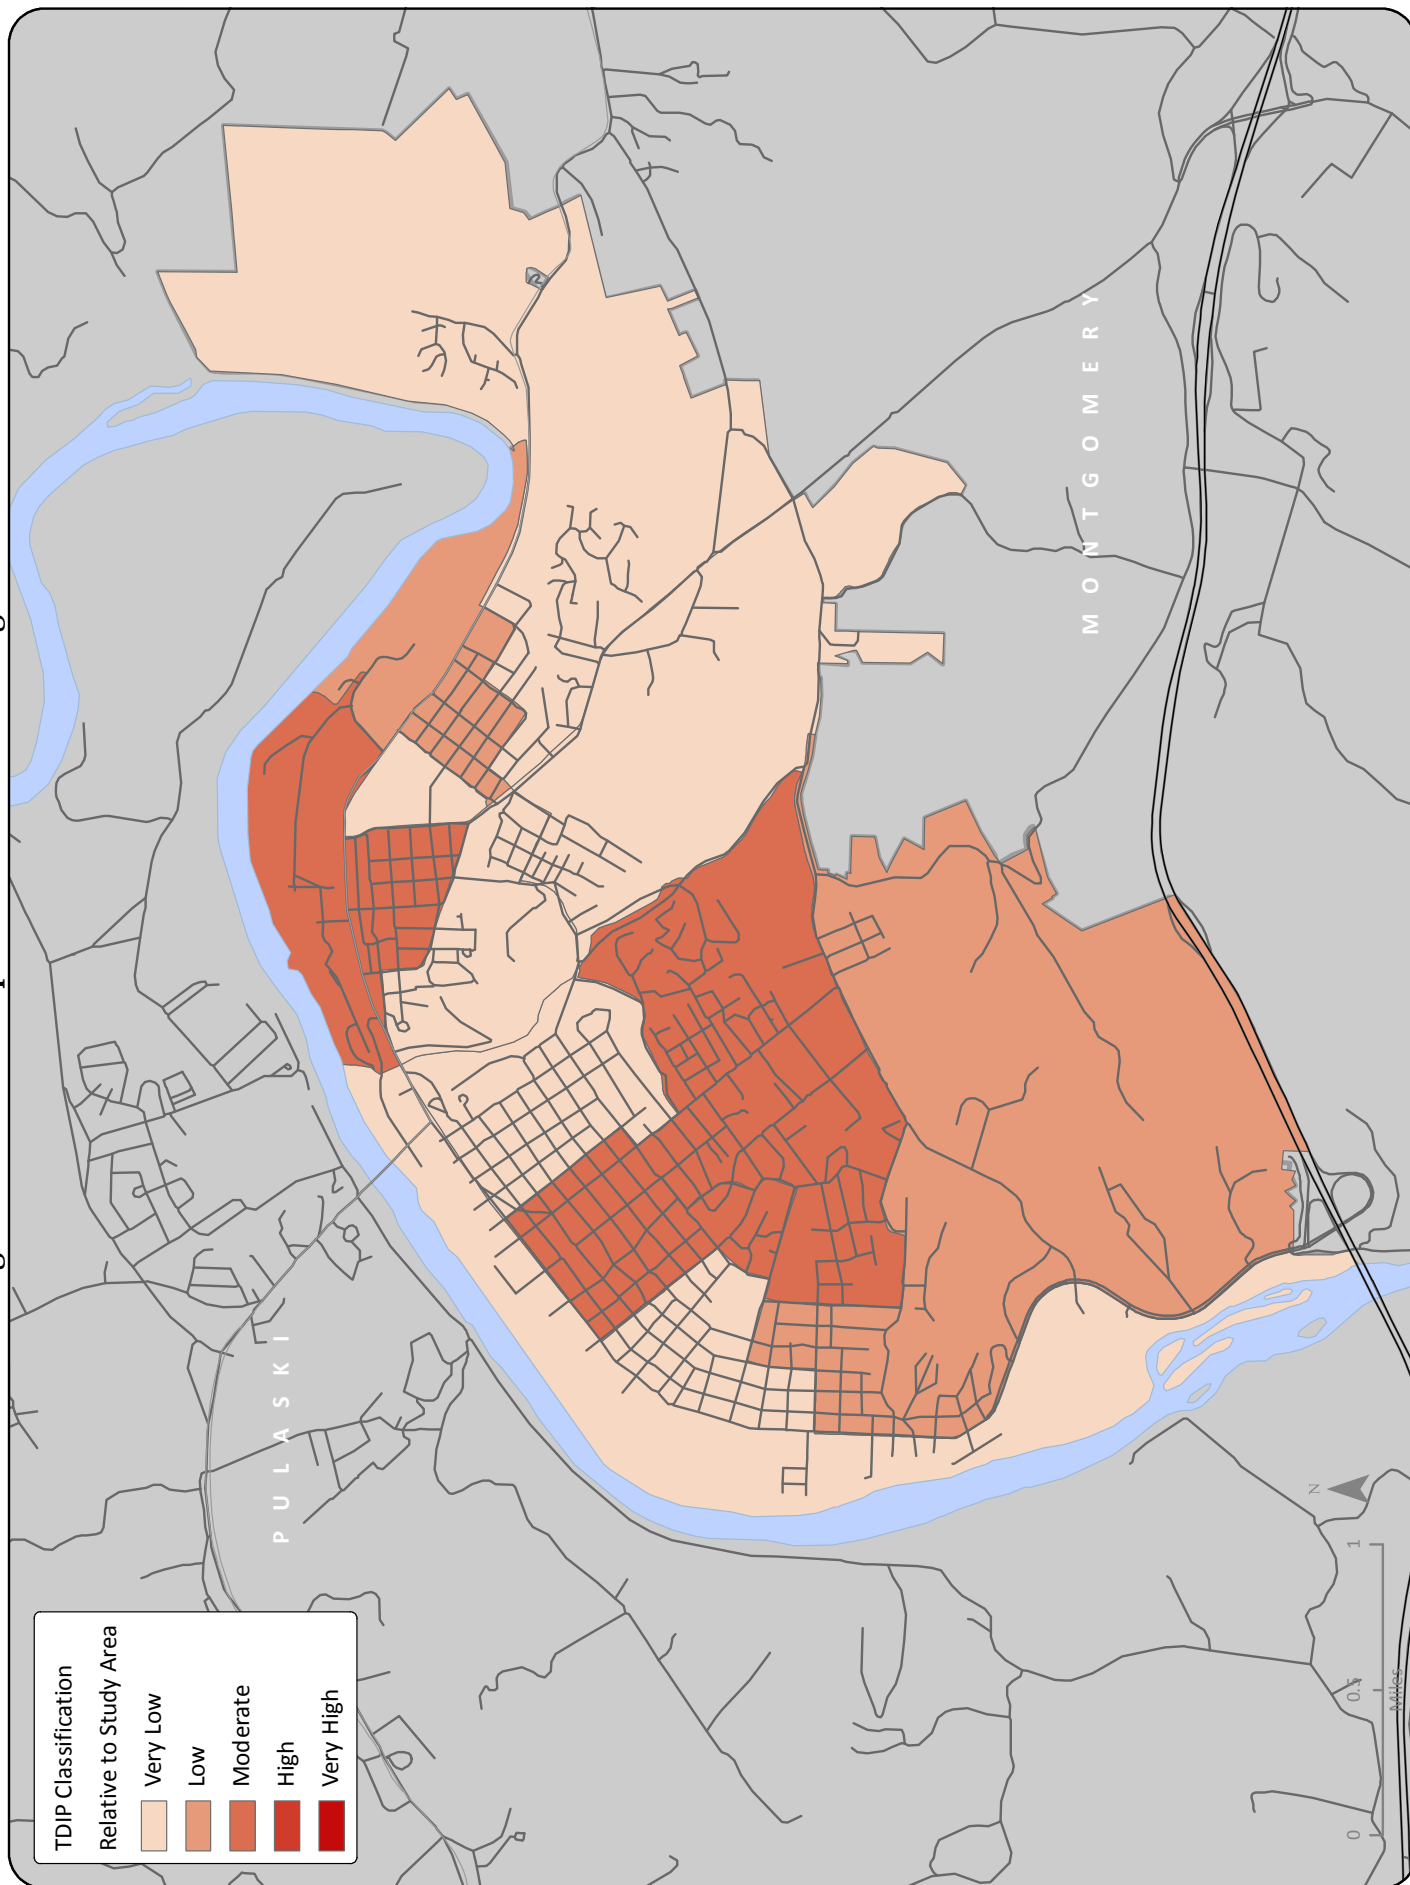 TDIP Classification
Relative to Study Area
Very Low
Low
Moderate
High
Very High
PULASKI
MONTGOMERY
N
0 0.5 1
Miles